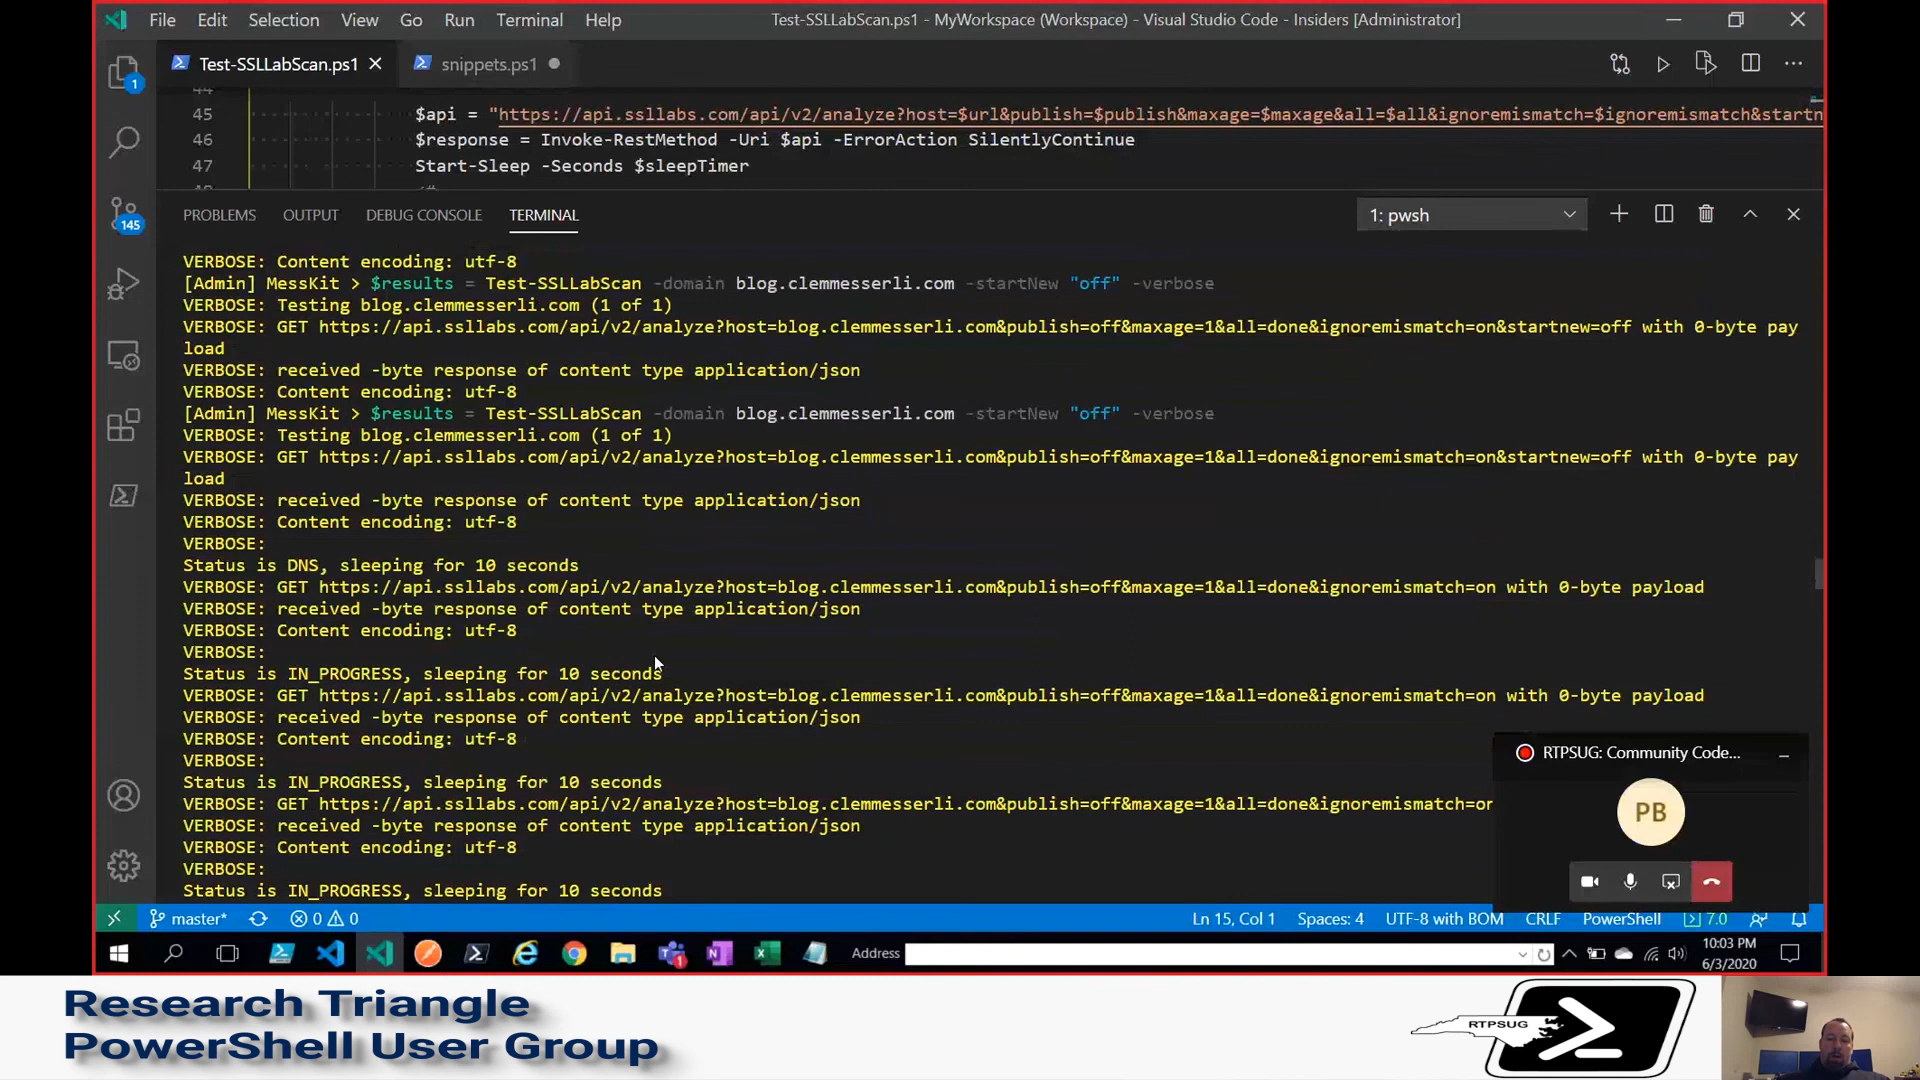 File Edit Selection View Go Run Terminal Help Test-SSLLabScan.ps1 - MyWorkspace (Workspace) - Visual Studio Code - Insiders [Administrator]
Test-SSLLabScan.ps1 snippets.ps1
45 $api = "https://api.ssllabs.com/api/v2/analyze?host=$url&publish=$publish&maxage=$maxage&all=$all&ignoremismatch=$ignoremismatch&startn
46 $response = Invoke-RestMethod -Uri $api -ErrorAction SilentlyContinue
47 Start-Sleep -Seconds $sleepTimer
1
145
PROBLEMS OUTPUT DEBUG CONSOLE TERMINAL 1: pwsh
VERBOSE: Content encoding: utf-8
[Admin] MessKit > $results = Test-SSLLabScan -domain blog.clemmesserli.com -startNew "off" -verbose
VERBOSE: Testing blog.clemmesserli.com (1 of 1)
VERBOSE: GET https://api.ssllabs.com/api/v2/analyze?host=blog.clemmesserli.com&publish=off&maxage=1&all=done&ignoremismatch=on&startnew=off with 0-byte pay
load
VERBOSE: received -byte response of content type application/json
VERBOSE: Content encoding: utf-8
[Admin] MessKit > $results = Test-SSLLabScan -domain blog.clemmesserli.com -startNew "off" -verbose
VERBOSE: Testing blog.clemmesserli.com (1 of 1)
VERBOSE: GET https://api.ssllabs.com/api/v2/analyze?host=blog.clemmesserli.com&publish=off&maxage=1&all=done&ignoremismatch=on&startnew=off with 0-byte pay
load
VERBOSE: received -byte response of content type application/json
VERBOSE: Content encoding: utf-8
VERBOSE:
Status is DNS, sleeping for 10 seconds
VERBOSE: GET https://api.ssllabs.com/api/v2/analyze?host=blog.clemmesserli.com&publish=off&maxage=1&all=done&ignoremismatch=on with 0-byte payload
VERBOSE: received -byte response of content type application/json
VERBOSE: Content encoding: utf-8
VERBOSE:
Status is IN_PROGRESS, sleeping for 10 seconds
VERBOSE: GET https://api.ssllabs.com/api/v2/analyze?host=blog.clemmesserli.com&publish=off&maxage=1&all=done&ignoremismatch=on with 0-byte payload
VERBOSE: received -byte response of content type application/json
VERBOSE: Content encoding: utf-8
VERBOSE:
Status is IN_PROGRESS, sleeping for 10 seconds
VERBOSE: GET https://api.ssllabs.com/api/v2/analyze?host=blog.clemmesserli.com&publish=off&maxage=1&all=done&ignoremismatch=on
VERBOSE: received -byte response of content type application/json
VERBOSE: Content encoding: utf-8
VERBOSE:
Status is IN_PROGRESS, sleeping for 10 seconds
RTPSUG: Community Code...
PB
master* 0 0 Ln 15, Col 1 Spaces: 4 UTF-8 with BOM CRLF PowerShell 7.0
Address 10:03 PM
6/3/2020
Research Triangle
PowerShell User Group
RTPSUG